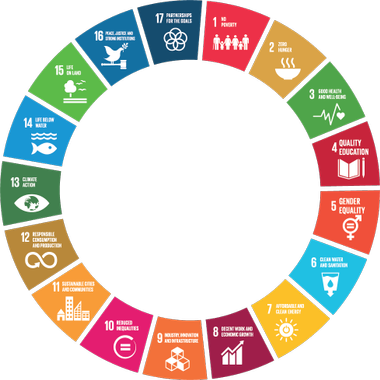 1 NO
POVERTY
2 ZERO
HUNGER
3 GOOD HEALTH
AND WELL-BEING
4 QUALITY
EDUCATION
5 GENDER
EQUALITY
6 CLEAN WATER
AND SANITATION
7 AFFORDABLE AND
CLEAN ENERGY
8 DECENT WORK AND
ECONOMIC GROWTH
9 INDUSTRY, INNOVATION
AND INFRASTRUCTURE
10 REDUCED
INEQUALITIES
11 SUSTAINABLE CITIES
AND COMMUNITIES
12 RESPONSIBLE
CONSUMPTION
AND PRODUCTION
13 CLIMATE
ACTION
14 LIFE BELOW
WATER
15 LIFE
ON LAND
16 PEACE, JUSTICE AND
STRONG INSTITUTIONS
17 PARTNERSHIPS
FOR THE GOALS